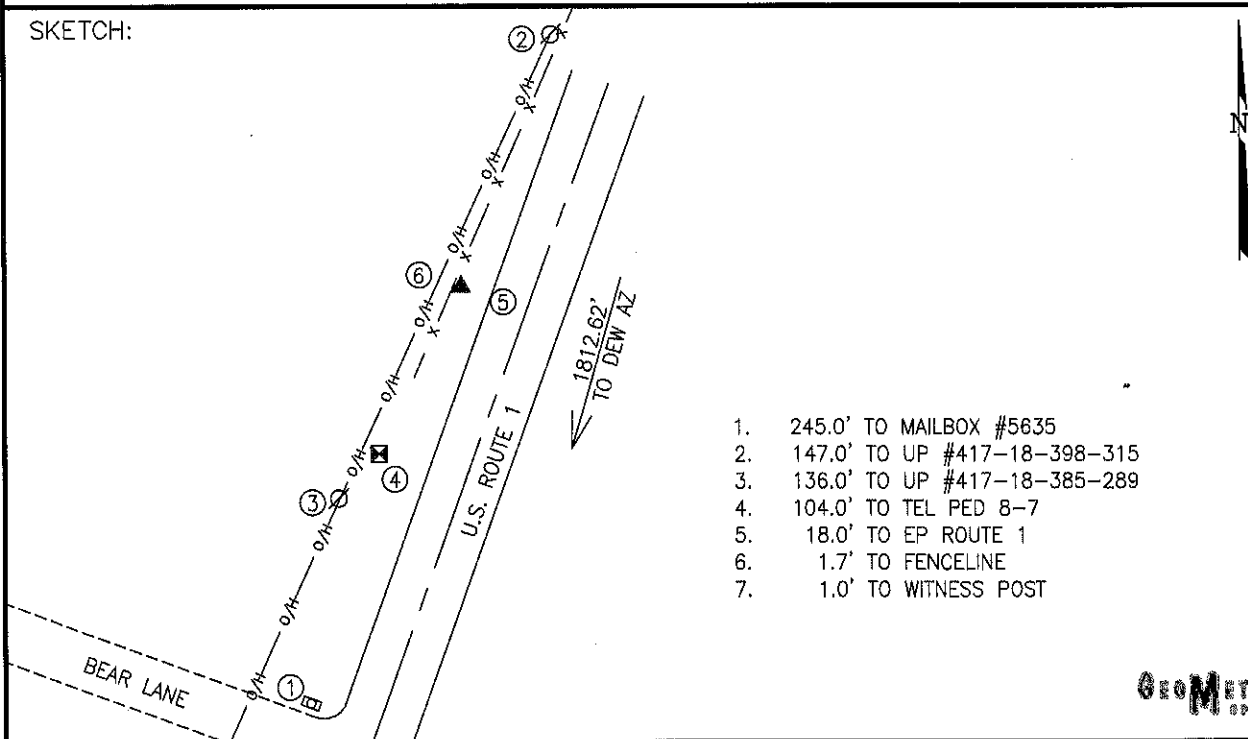 SKETCH:
②
N
O/H
X
O/H
X
O/H
X
⑥
⑤
O/H
X
1812.62'
TO DEW AZ
O/H
U.S. ROUTE 1
O/H
④
③
O/H
O/H
BEAR LANE
O/H
①
1. 245.0' TO MAILBOX #5635
2. 147.0' TO UP #417-18-398-315
3. 136.0' TO UP #417-18-385-289
4. 104.0' TO TEL PED 8-7
5. 18.0' TO EP ROUTE 1
6. 1.7' TO FENCELINE
7. 1.0' TO WITNESS POST
GEOMET